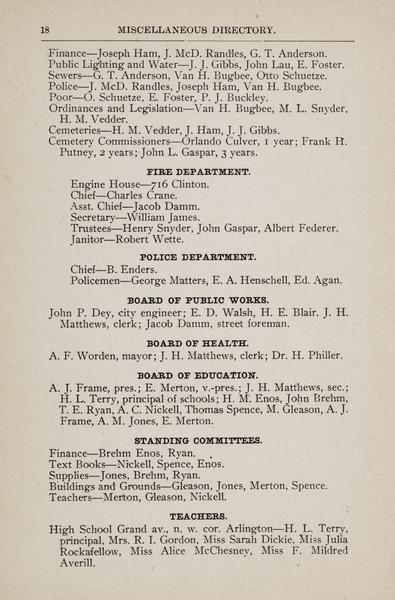 18 MISCELLANEOUS DIRECTORY.
Finance—Joseph Ham, J. McD. Randles, G. T. Anderson.
Public Lighting and Water—J. J. Gibbs, John Lau, E. Foster.
Sewers—G. T. Anderson, Van H. Bugbee, Otto Schuetze.
Police—J. McD. Randles, Joseph Ham, Van H. Bugbee.
Poor—O. Schuetze, E. Foster, P. J. Buckley.
Ordinances and Legislation—Van H. Bugbee, M. L. Snyder,
H. M. Vedder.
Cemeteries—H. M. Vedder, J. Ham, J. J. Gibbs.
Cemetery Commissioners—Orlando Culver, 1 year; Frank H.
Putney, 2 years; John L. Gaspar, 3 years.
FIRE DEPARTMENT.
Engine House—716 Clinton.
Chief—Charles Crane.
Asst. Chief—Jacob Damm.
Secretary—William James.
Trustees—Henry Snyder, John Gaspar, Albert Federer.
Janitor—Robert Wette.
POLICE DEPARTMENT.
Chief—B. Enders.
Policemen—George Matters, E. A. Henschell, Ed. Agan.
BOARD OF PUBLIC WORKS.
John P. Dey, city engineer; E. D. Walsh, H. E. Blair. J. H.
Matthews, clerk; Jacob Damm, street foreman.
BOARD OF HEALTH.
A. F. Worden, mayor; J. H. Matthews, clerk; Dr. H. Philler.
BOARD OF EDUCATION.
A. J. Frame, pres.; E. Merton, v.-pres.; J. H. Matthews, sec.;
H. L. Terry, principal of schools; H. M. Enos, John Brehm,
T. E. Ryan, A. C. Nickell, Thomas Spence, M. Gleason, A. J.
Frame, A. M. Jones, E. Merton.
STANDING COMMITTEES.
Finance—Brehm Enos, Ryan.
Text Books—Nickell, Spence, Enos.
Supplies—Jones, Brehm, Ryan.
Buildings and Grounds—Gleason, Jones, Merton, Spence.
Teachers—Merton, Gleason, Nickell.
TEACHERS.
High School Grand av., n. w. cor. Arlington—H. L. Terry,
principal, Mrs. R. I. Gordon, Miss Sarah Dickie, Miss Julia
Rockafellow, Miss Alice McChesney, Miss F. Mildred
Averill.